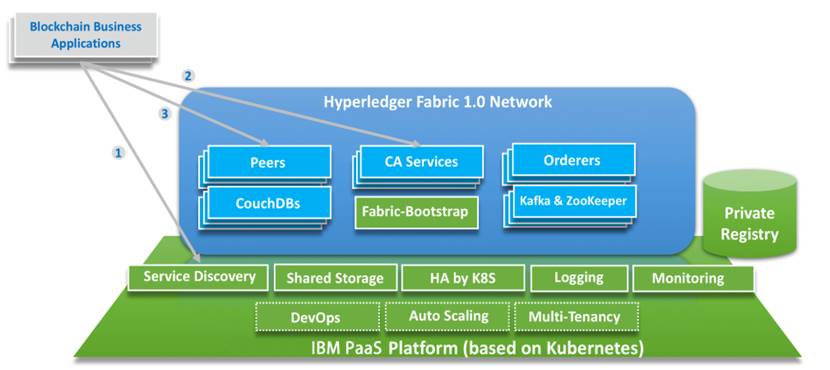 Blockchain Business
Applications
2
3
1
Hyperledger Fabric 1.0 Network
Peers
CA Services
Orderers
CouchDBs
Fabric-Bootstrap
Kafka & ZooKeeper
Private
Registry
Service Discovery
Shared Storage
HA by K8S
Logging
Monitoring
DevOps
Auto Scaling
Multi-Tenancy
IBM PaaS Platform (based on Kubernetes)